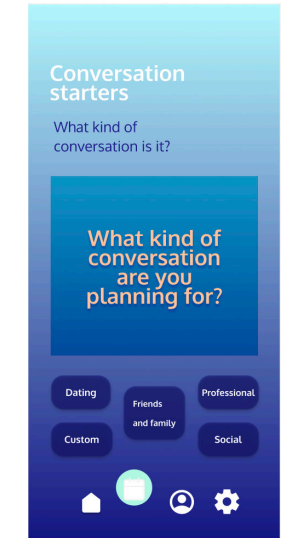 Conversation
starters
What kind of
conversation is it?
What kind of
conversation
are you
planning for?
Dating
Friends
and family
Professional
Custom
Social